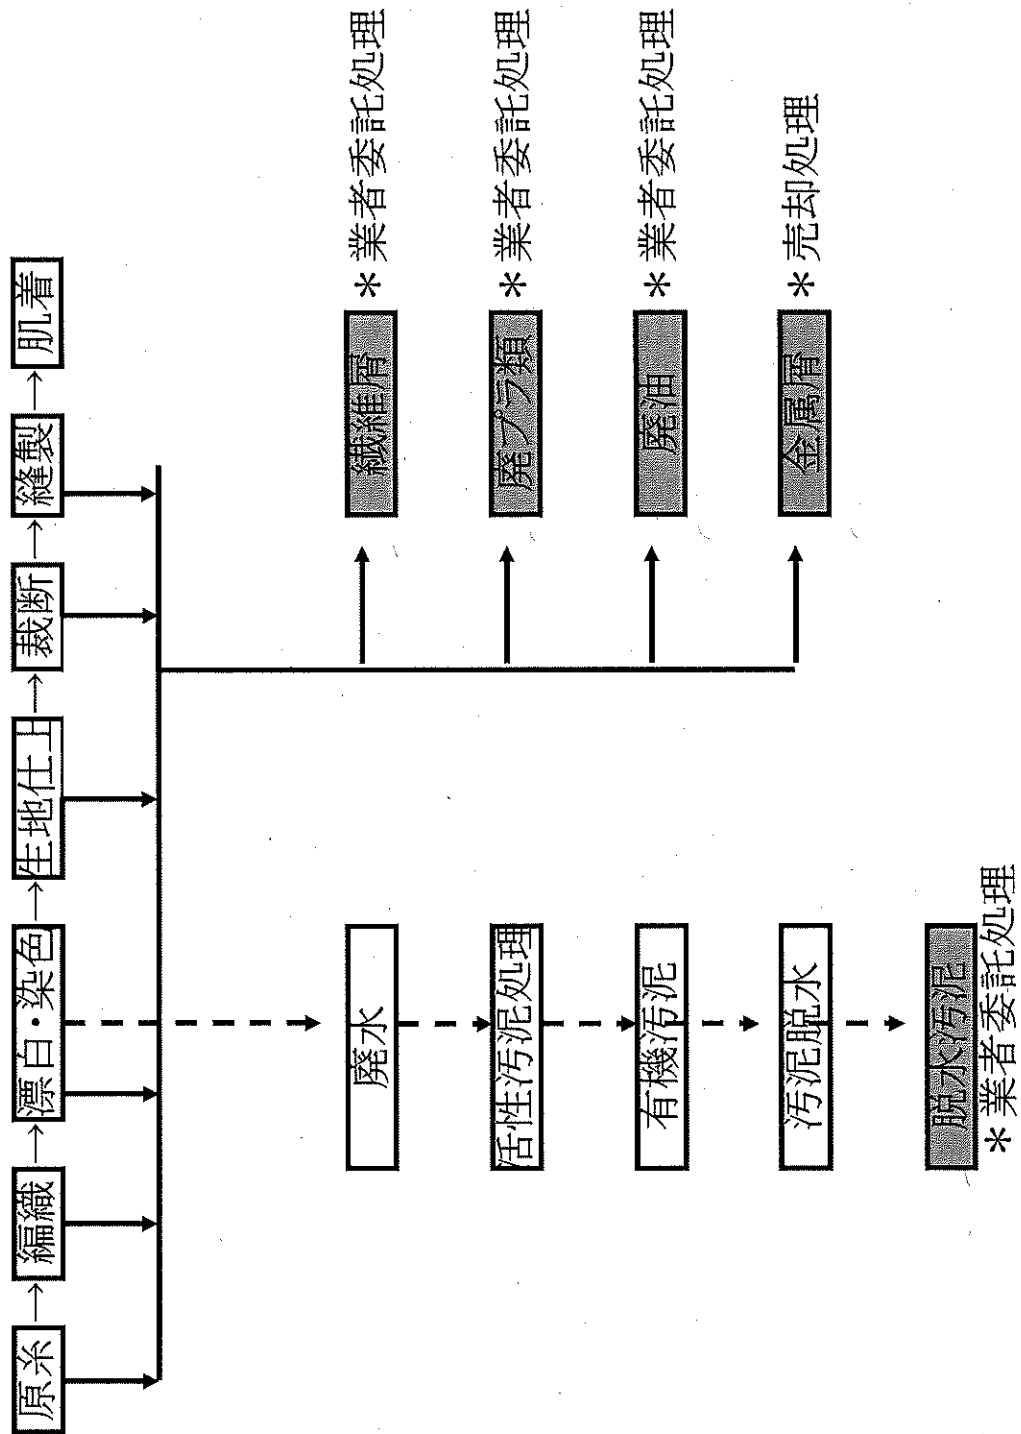 原糸
編織
漂白・染色
生地仕上
裁断
縫製
肌着
廃水
活性汚泥処理
有機汚泥
汚泥脱水
脱水汚泥
*業者委託処理
繊維屑
*業者委託処理
廃プラ類
*業者委託処理
廃油
*業者委託処理
金属屑
*売却処理